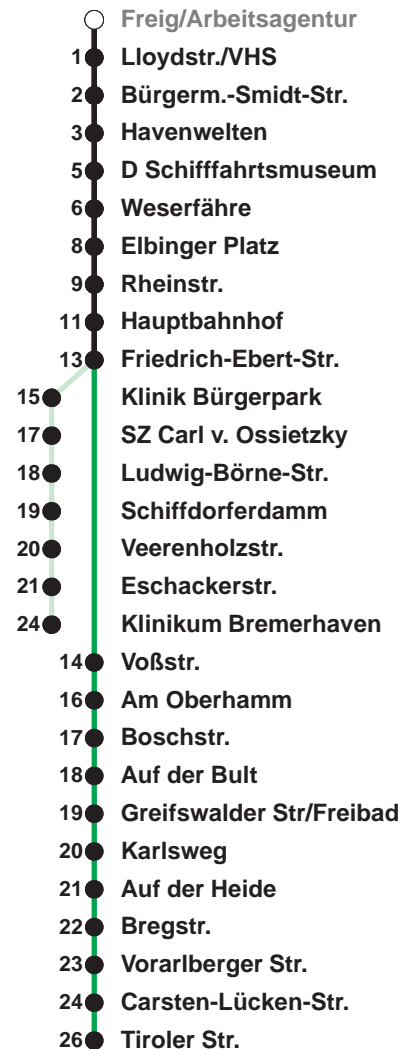 Freig/Arbeitsagentur
1 Lloydstr./VHS
2 Bürgerm.-Smidt-Str.
3 Havenwelten
5 D Schifffahrtsmuseum
6 Weserfähre
8 Elbinger Platz
9 Rheinstr.
11 Hauptbahnhof
13 Friedrich-Ebert-Str.
15 Klinik Bürgerpark
17 SZ Carl v. Ossietzky
18 Ludwig-Börne-Str.
19 Schiffdorferdamm
20 Veerenholzstr.
21 Eschackerstr.
24 Klinikum Bremerhaven
14 Voßstr.
16 Am Oberhamm
17 Boschstr.
18 Auf der Bult
19 Greifswalder Str/Freibad
20 Karlsweg
21 Auf der Heide
22 Bregstr.
23 Vorarlberger Str.
24 Carsten-Lücken-Str.
26 Tiroler Str.